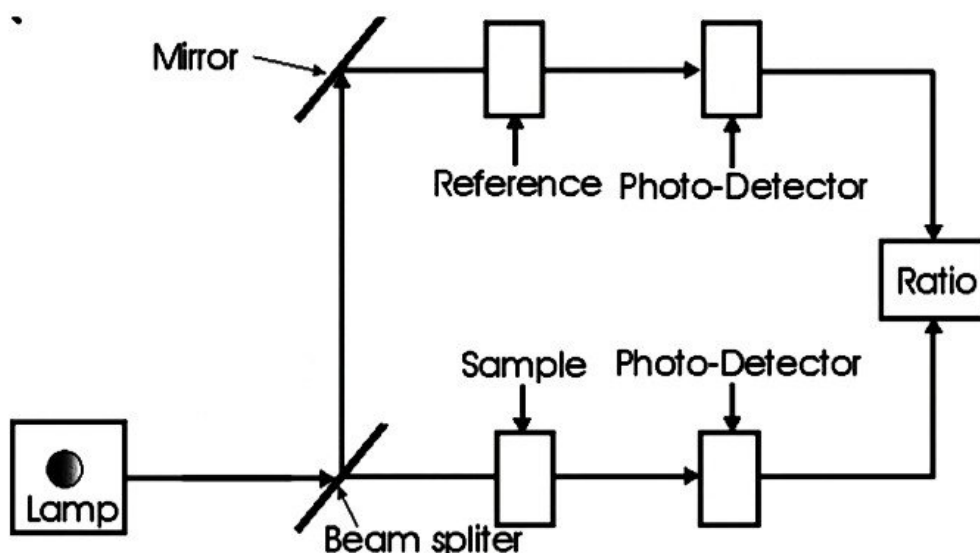 Mirror
Reference
Photo-Detector
Ratio
Sample
Photo-Detector
Lamp
Beam spliter